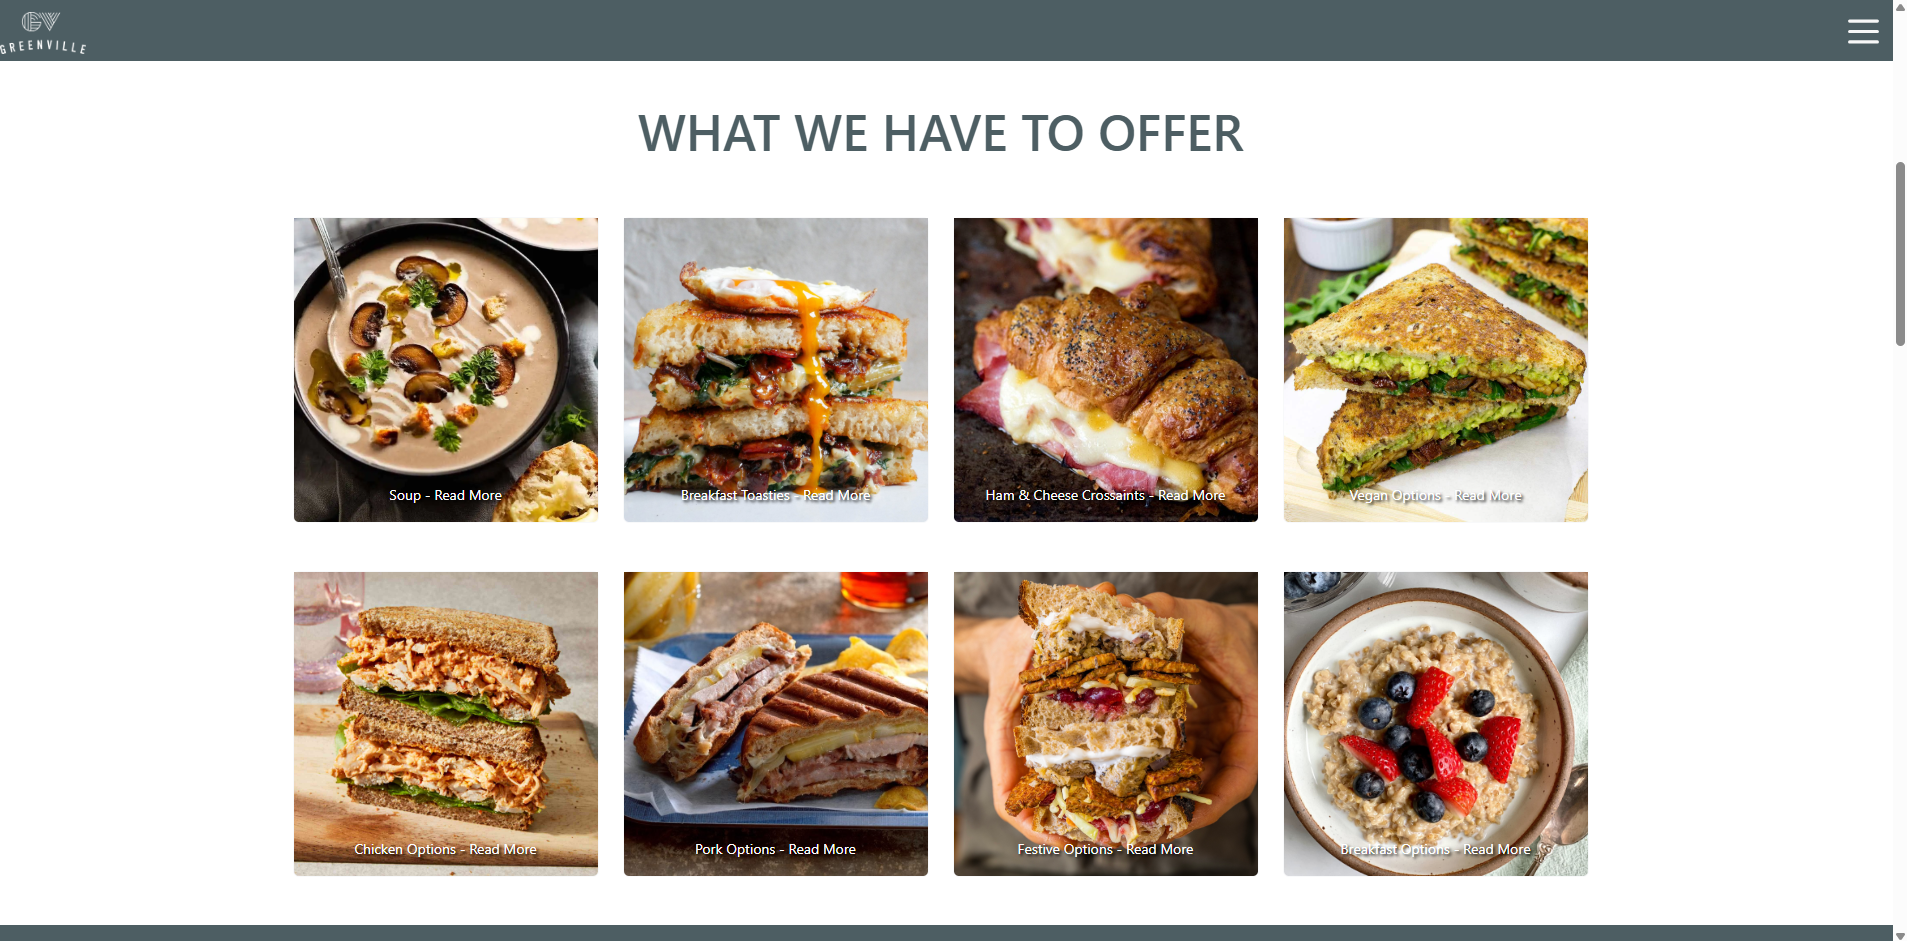 GV
GREENVILLE
WHAT WE HAVE TO OFFER
Soup - Read More
Breakfast Toasties - Read More
Ham & Cheese Crossaints - Read More
Vegan Options - Read More
Chicken Options - Read More
Pork Options - Read More
Festive Options - Read More
Breakfast Options - Read More